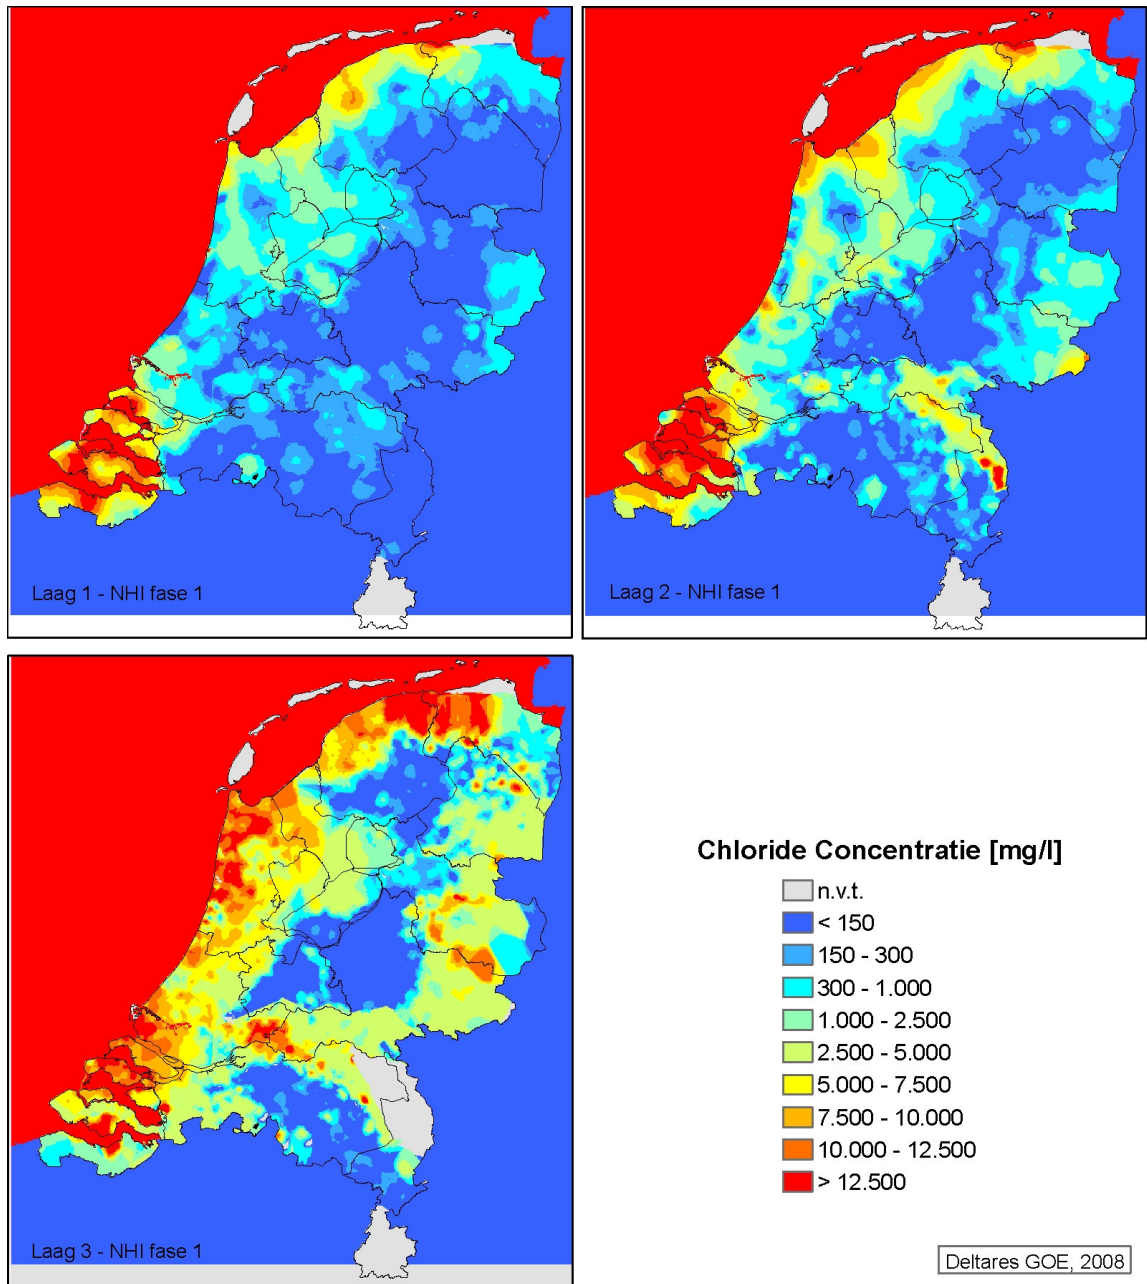 Laag 1 - NHI fase 1
Laag 2 - NHI fase 1
Laag 3 - NHI fase 1
Chloride Concentratie [mg/l]
n.v.t.
< 150
150 - 300
300 - 1.000
1.000 - 2.500
2.500 - 5.000
5.000 - 7.500
7.500 - 10.000
10.000 - 12.500
> 12.500
Deltares GOE, 2008